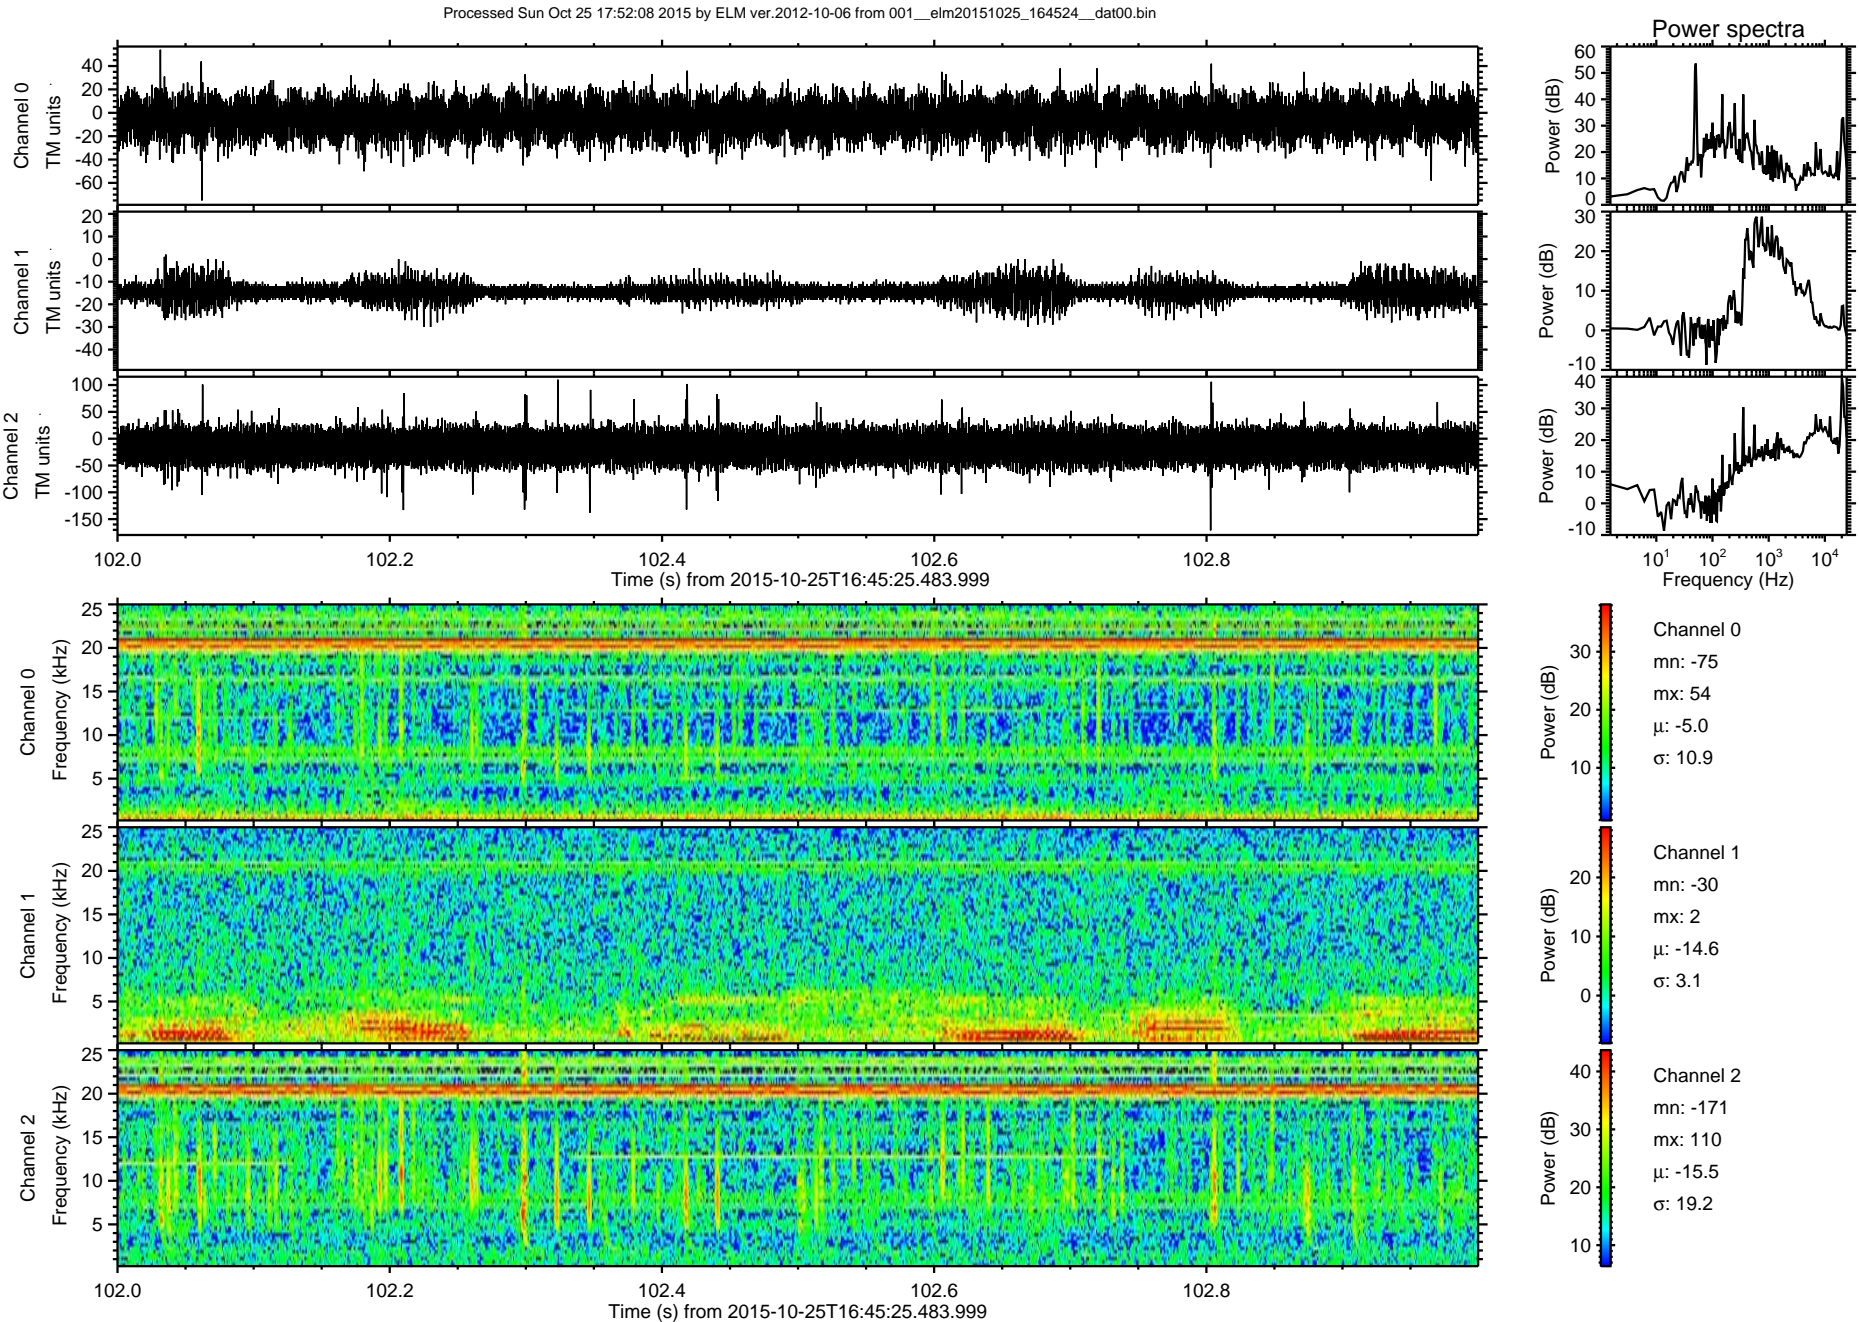 Processed Sun Oct 25 17:52:08 2015 by ELM ver.2012-10-06 from 001__elm20151025_164524__dat00.bin
Power spectra
Channel 0
TM units
40
20
0
-20
-40
-60
Power (dB)
60
50
40
30
20
10
0
Channel 1
TM units
20
10
0
-10
-20
-30
-40
Power (dB)
30
20
10
0
-10
Channel 2
TM units
100
50
0
-50
-100
-150
Power (dB)
40
30
20
10
0
-10
102.0 102.2 102.4 102.6 102.8
Time (s) from 2015-10-25T16:45:25.483.999
10^1 10^2 10^3 10^4
Frequency (Hz)
Channel 0
Frequency (kHz)
25
20
15
10
5
Power (dB)
30
20
10
Channel 0
mn: -75
mx: 54
μ: -5.0
σ: 10.9
Channel 1
Frequency (kHz)
25
20
15
10
5
Power (dB)
20
10
0
Channel 1
mn: -30
mx: 2
μ: -14.6
σ: 3.1
Channel 2
Frequency (kHz)
25
20
15
10
5
Power (dB)
40
30
20
10
Channel 2
mn: -171
mx: 110
μ: -15.5
σ: 19.2
102.0 102.2 102.4 102.6 102.8
Time (s) from 2015-10-25T16:45:25.483.999